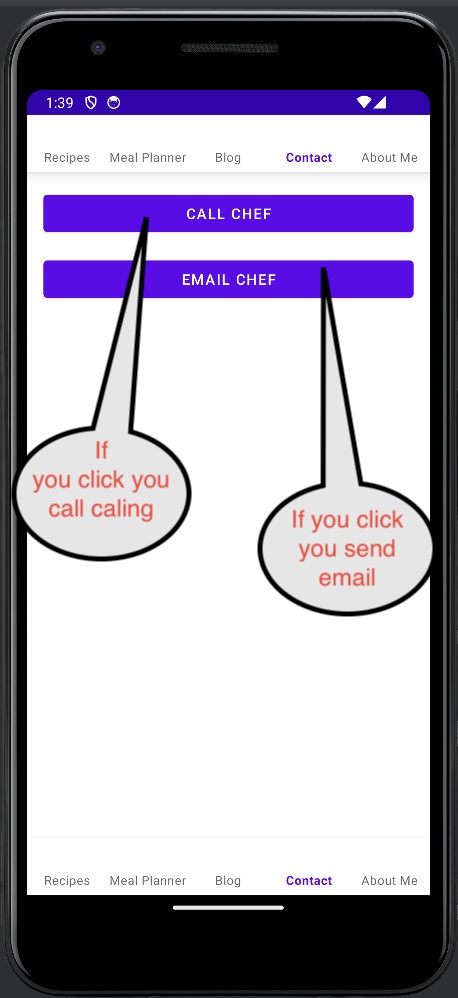 1:39
Recipes Meal Planner Blog Contact About Me
CALL CHEF
EMAIL CHEF
If
you click you
call caling
If you click
you send
email
Recipes Meal Planner Blog Contact About Me